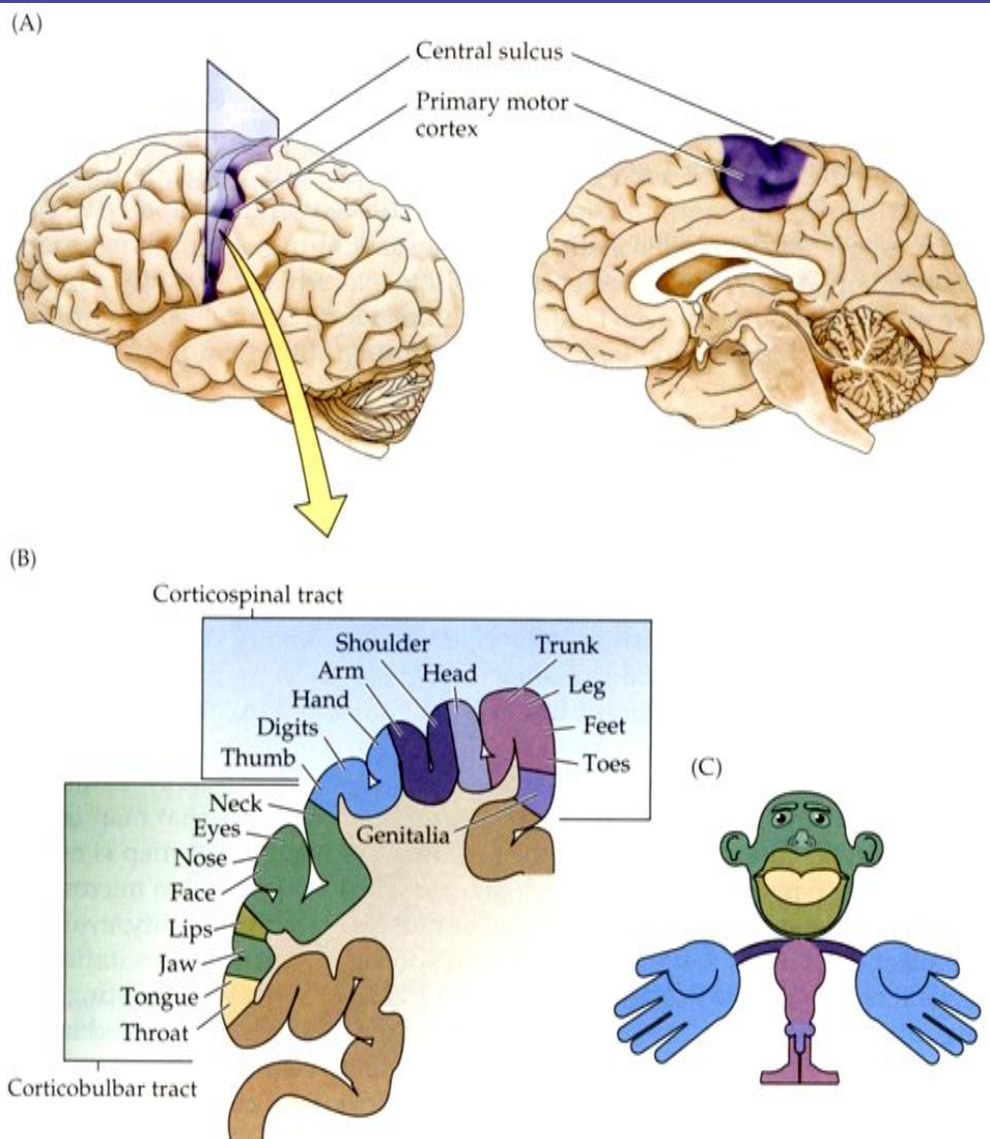 (A)
Central sulcus
Primary motor
cortex
(B)
Corticospinal tract
Shoulder
Trunk
Arm
Head
Leg
Hand
Feet
Digits
Toes
Thumb
Neck
Eyes
Genitalia
Nose
Face
Lips
Jaw
Tongue
Throat
Corticobulbar tract
(C)